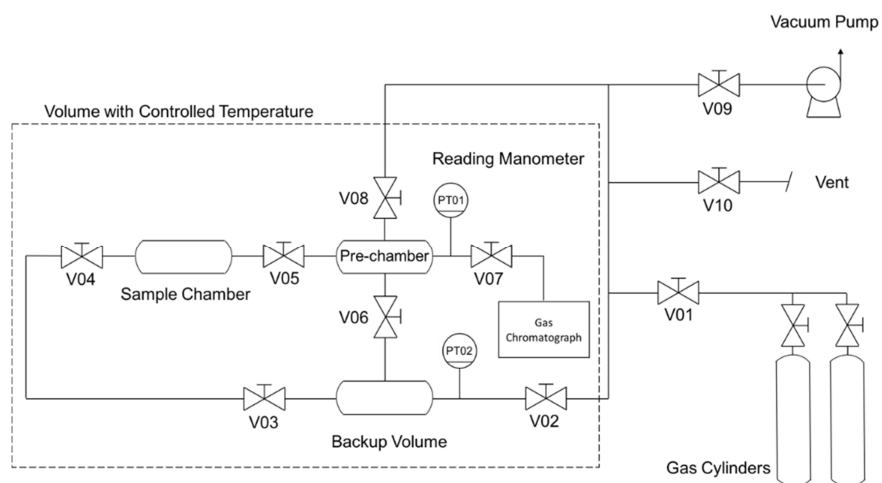 Vacuum Pump
V09
Volume with Controlled Temperature
Reading Manometer
V08
PT01
V10
Vent
Pre-chamber
V04
V05
V07
Sample Chamber
V01
V06
Gas
Chromatograph
PT02
V03
V02
Backup Volume
Gas Cylinders